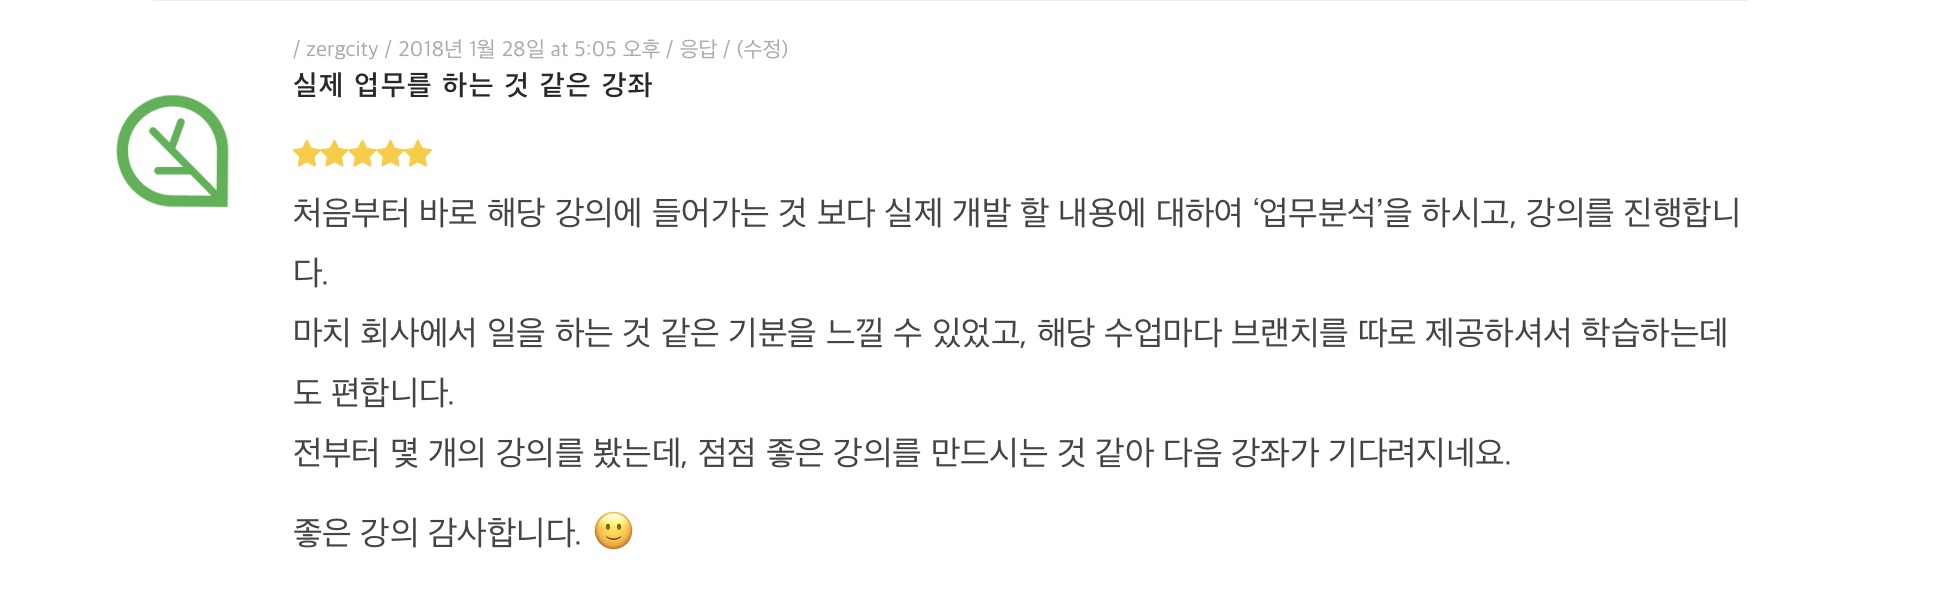 / zergcity / 2018년 1월 28일 at 5:05 오후 / 응답 / (수정)
실제 업무를 하는 것 같은 강좌
처음부터 바로 해당 강의에 들어가는 것 보다 실제 개발 할 내용에 대하여 ‘업무분석’을 하시고, 강의를 진행합니
다.
마치 회사에서 일을 하는 것 같은 기분을 느낄 수 있었고, 해당 수업마다 브랜치를 따로 제공하셔서 학습하는데
도 편합니다.
전부터 몇 개의 강의를 봤는데, 점점 좋은 강의를 만드시는 것 같아 다음 강좌가 기다려지네요.
좋은 강의 감사합니다. 🙂